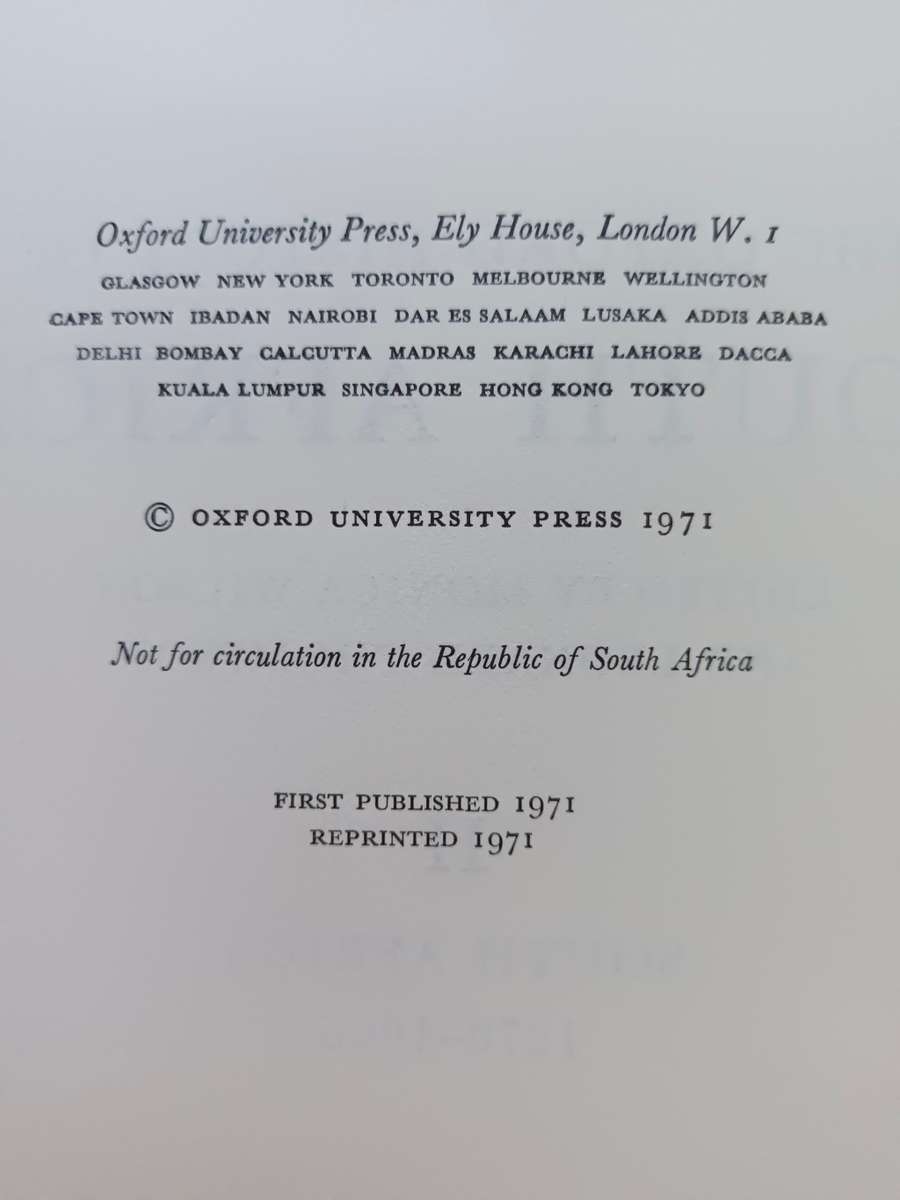 Oxford University Press, Ely House, London W. 1
GLASGOW NEW YORK TORONTO MELBOURNE WELLINGTON
CAPE TOWN IBADAN NAIROBI DAR ES SALAAM LUSAKA ADDIS ABABA
DELHI BOMBAY CALCUTTA MADRAS KARACHI LAHORE DACCA
KUALA LUMPUR SINGAPORE HONG KONG TOKYO
© OXFORD UNIVERSITY PRESS 1971
Not for circulation in the Republic of South Africa
FIRST PUBLISHED 1971
REPRINTED 1971